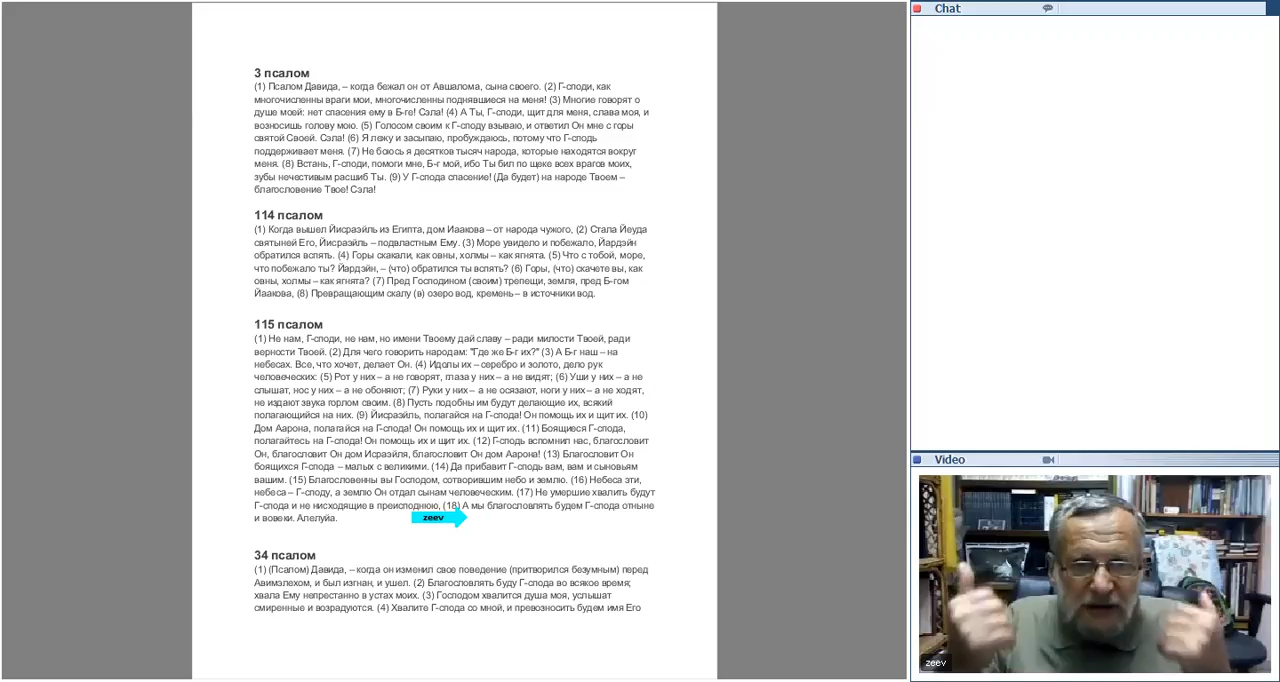 3 псалом
(1) Псалом Давида, – когда бежал он от Авшалома, сына своего. (2) Г-споди, как
многочисленны враги мои, многочисленны поднявшиеся на меня! (3) Многие говорят о
душе моей: нет спасения ему в Б-ге! Сэла! (4) А Ты, Г-споди, щит для меня, слава моя, и
возносишь голову мою. (5) Голосом своим к Г-споду взываю, и ответил Он мне с горы
святой Своей. Сэла! (6) Я лежу и засыпаю, пробуждаюсь, потому что Г-сподь
поддерживает меня. (7) Не боюсь я десятков тысяч народа, которые находятся вокруг
меня. (8) Встань, Г-споди, помоги мне, Б-г мой, ибо Ты бил по щеке всех врагов моих,
зубы нечестивым расшиб Ты. (9) У Г-спода спасение! (Да будет) на народе Твоем –
благословение Твое! Сэла!
114 псалом
(1) Когда вышел Йисраэйль из Египта, дом Иаакова – от народа чужого, (2) Стала Йеуда
святыней Его, Йисраэйль – подвластным Ему. (3) Море увидело и побежало, Йардэйн
обратился вспять. (4) Горы скакали, как овны, холмы – как ягнята. (5) Что с тобой, море,
что побежало ты? Йардэйн, – (что) обратился ты вспять? (6) Горы, (что) скачете вы, как
овны, холмы – как ягнята? (7) Пред Господином (своим) трепещи, земля, пред Б-гом
Йаакова, (8) Превращающим скалу (в) озеро вод, кремень – в источники вод.
115 псалом
(1) Не нам, Г-споди, не нам, но имени Твоему дай славу – ради милости Твоей, ради
верности Твоей. (2) Для чего говорить народам: "Где же Б-г их?" (3) А Б-г наш – на
небесах. Все, что хочет, делает Он. (4) Идолы их – серебро и золото, дело рук
человеческих: (5) Рот у них – а не говорят, глаза у них – а не видят; (6) Уши у них – а не
слышат, нос у них – а не обоняют; (7) Руки у них – а не осязают, ноги у них – а не ходят,
не издают звука горлом своим. (8) Пусть подобны им будут делающие их, всякий
полагающийся на них. (9) Йисраэйль, полагайся на Г-спода! Он помощь их и щит их. (10)
Дом Аарона, полагайся на Г-спода! Он помощь их и щит их. (11) Боящиеся Г-спода,
полагайтесь на Г-спода! Он помощь их и щит их. (12) Г-сподь вспомнил нас, благословит
Он, благословит Он дом Исраэйля, благословит Он дом Аарона! (13) Благословит Он
боящихся Г-спода – малых с великими. (14) Да прибавит Г-сподь вам, вам и сыновьям
вашим. (15) Благословенны вы Господом, сотворившим небо и землю. (16) Небеса эти,
небеса – Г-споду, а землю Он отдал сынам человеческим. (17) Не умершие хвалить будут
Г-спода и не нисходящие в преисподнюю, (18) А мы благословлять будем Г-спода отныне
и вовеки. Алелуйа.
zeev
34 псалом
(1) (Псалом) Давида, – когда он изменил свое поведение (притворился безумным) перед
Авимэлехом, и был изгнан, и ушел. (2) Благословлять буду Г-спода во всякое время;
хвала Ему непрестанно в устах моих. (3) Господом хвалится душа моя, услышат
смиренные и возрадуются. (4) Хвалите Г-спода со мной, и превозносить будем имя Его
Chat
Video
zeev